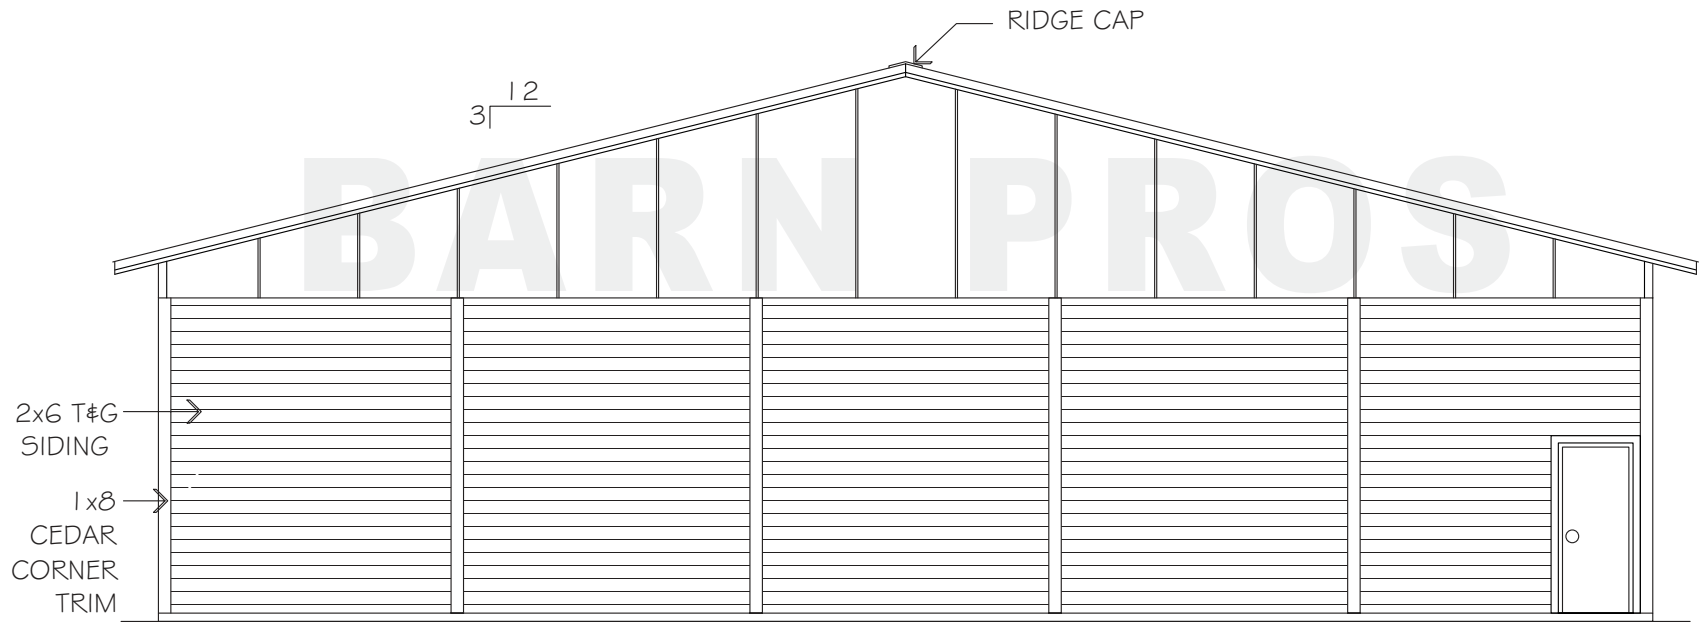 RIDGE CAP
12
3
BARN PROS
2x6 T&G
SIDING
1x8
CEDAR
CORNER
TRIM